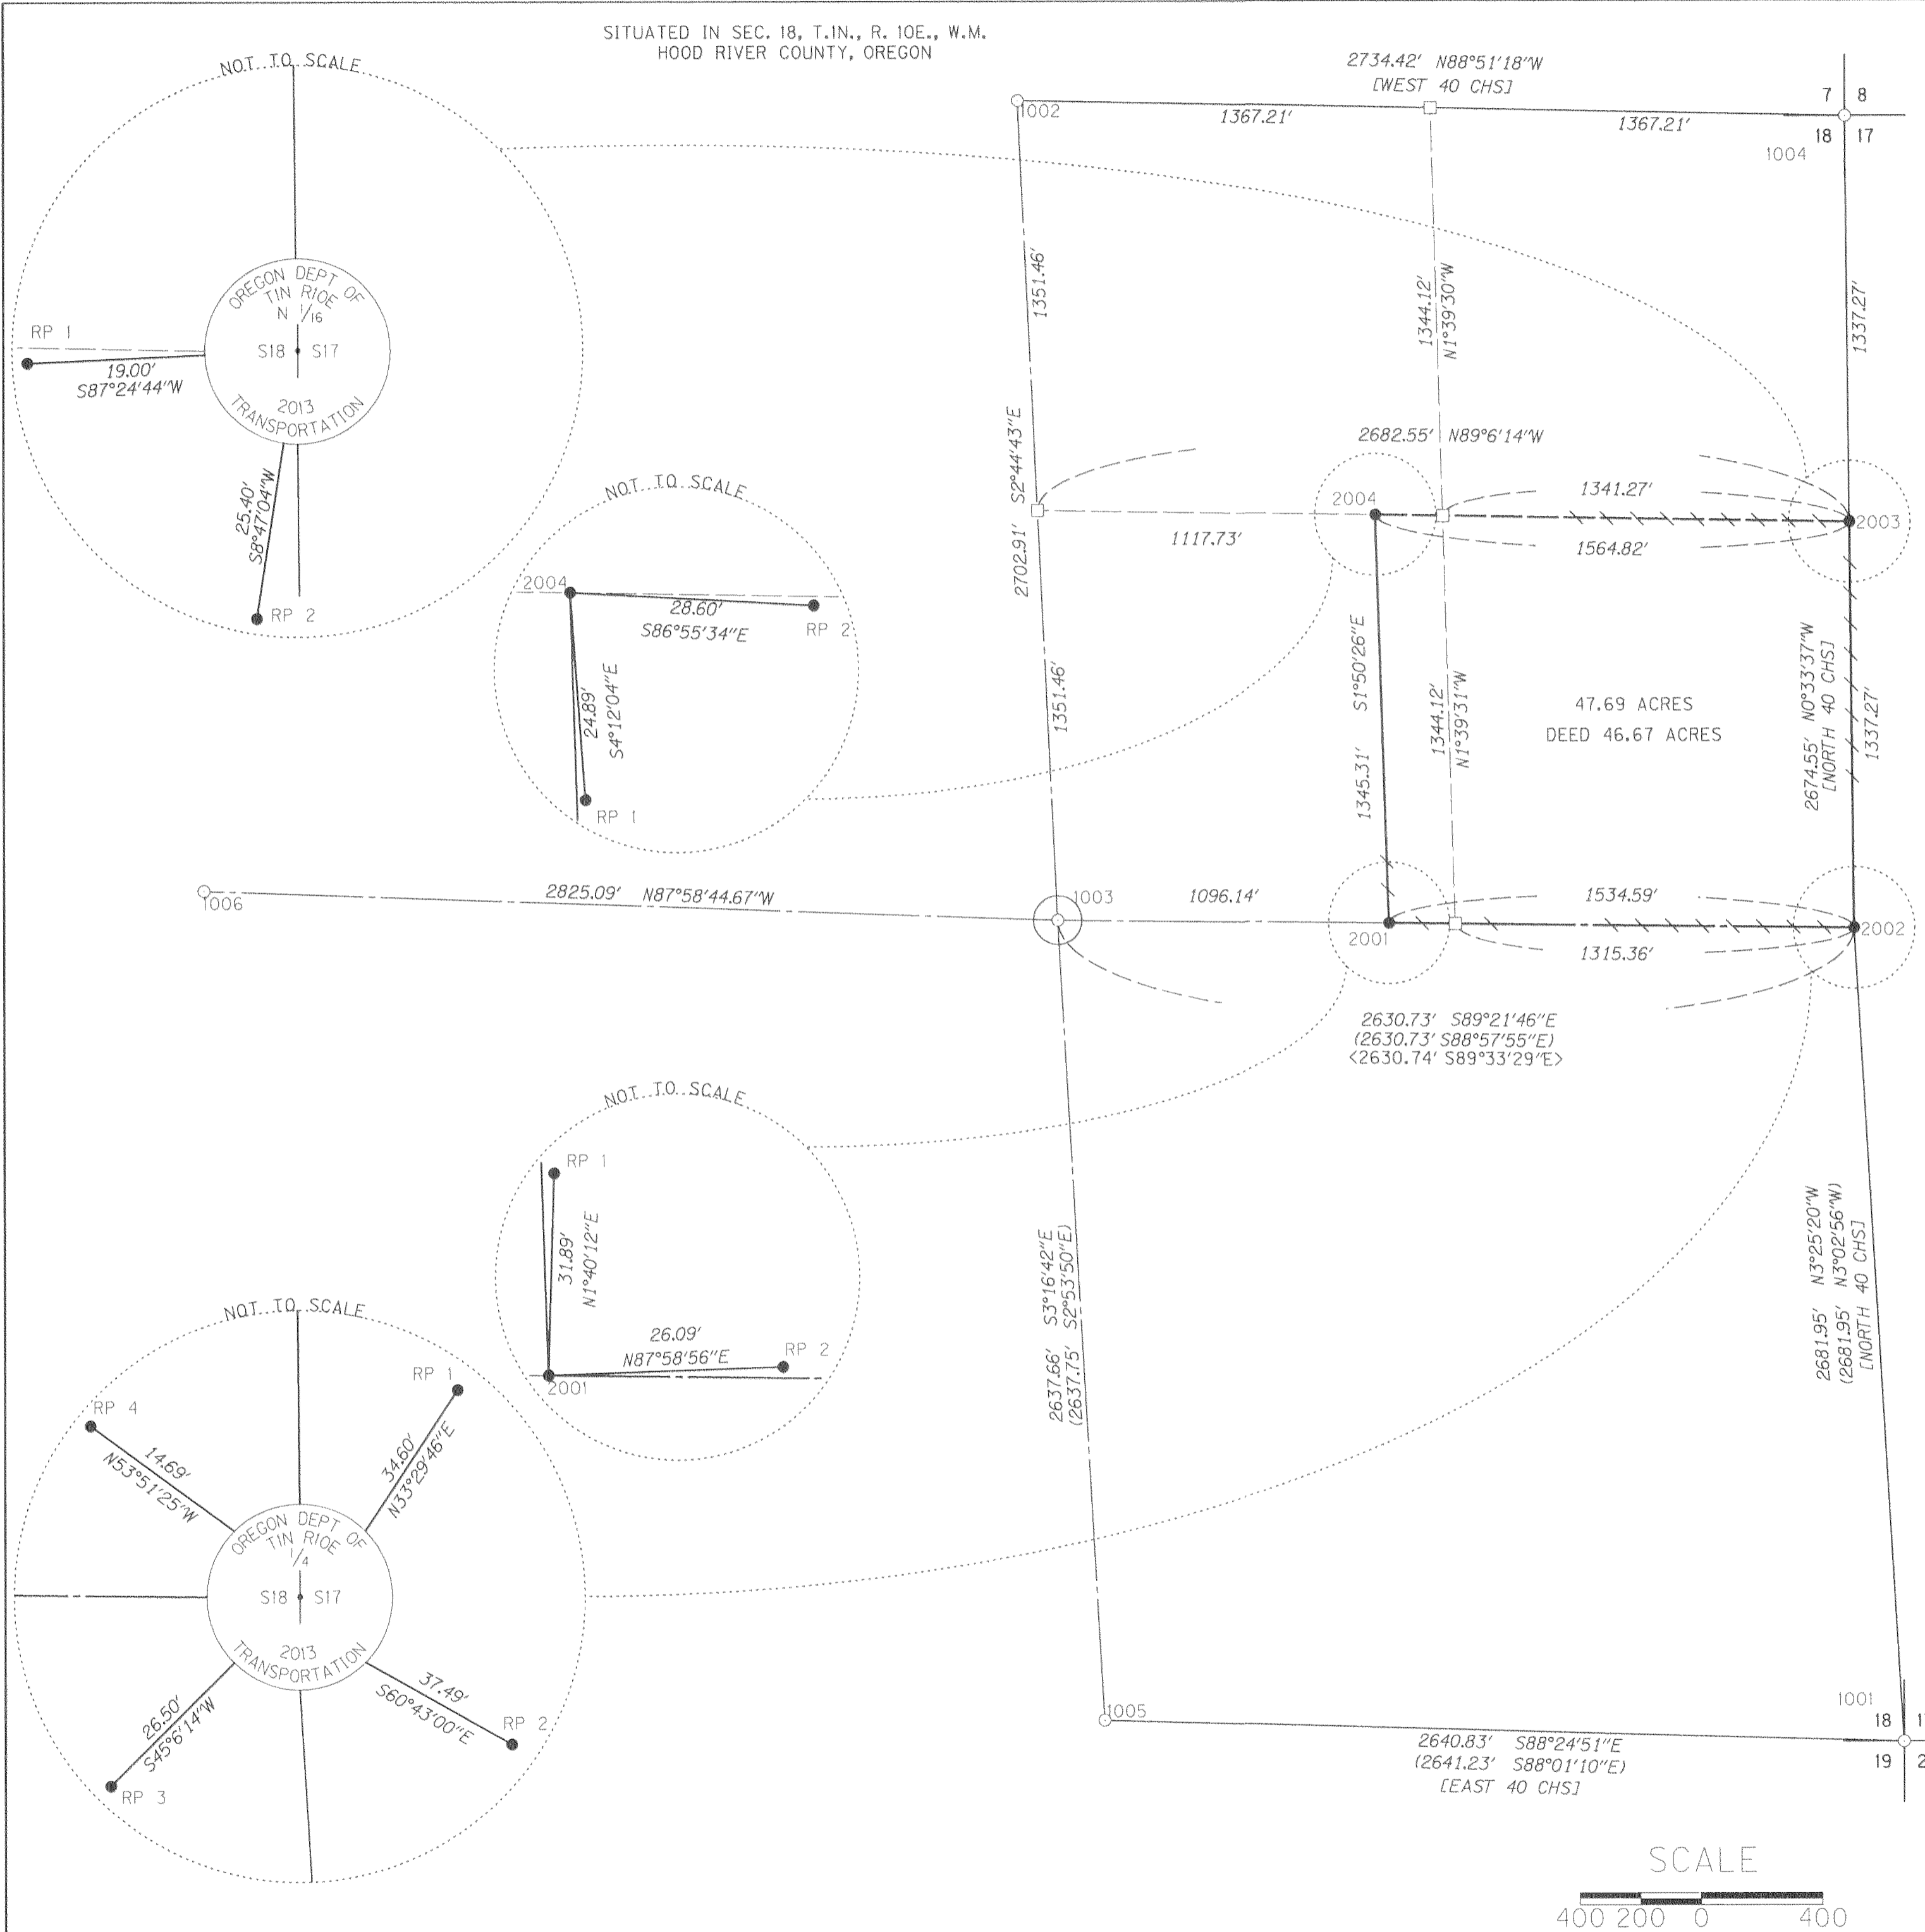 SITUATED IN SEC. 18, T.1N., R. 10E., W.M.
HOOD RIVER COUNTY, OREGON
NOT TO SCALE
OREGON DEPT OF
T1N R10E
N 1/16
S18 S17
2013
TRANSPORTATION
RP 1
19.00'
S87°24'44"W
25.40'
S8°47'04"W
RP 2
NOT TO SCALE
2004
28.60'
S86°55'34"E
RP 2
24.89'
S4°12'04"E
RP 1
2734.42' N88°51'18"W
[WEST 40 CHS]
1002
1367.21'
1367.21'
7 8
18 17
1004
1351.46'
1344.12'
N1°39'30"W
1337.27'
2702.91' S2°44'43"E
2682.55' N89°6'14"W
2004
1341.27'
2003
1117.73'
1564.82'
1351.46'
1345.31' S1°50'26"E
1344.12'
N1°39'31"W
47.69 ACRES
DEED 46.67 ACRES
2674.55' N0°33'37"W
[NORTH 40 CHS]
1337.27'
1006
2825.09' N87°58'44.67"W
1003
1096.14'
2001
1534.59'
1315.36'
2002
2630.73' S89°21'46"E
(2630.73' S88°57'55"E)
<2630.74' S89°33'29"E>
NOT TO SCALE
RP 1
31.89'
N1°40'12"E
26.09'
N87°58'56"E
RP 2
2001
2637.66' S3°16'42"E
(2637.75' S2°53'50"E)
2681.95' N3°25'20"W
(2681.95' N3°02'56"W)
[NORTH 40 CHS]
NOT TO SCALE
RP 1
34.60'
N33°29'46"E
RP 4
14.69'
N53°51'25"W
OREGON DEPT OF
T1N R10E
1/4
S18 S17
2013
TRANSPORTATION
26.50'
S45°6'14"W
RP 3
37.49'
S60°43'00"E
RP 2
1005
1001
18 1
19 2
2640.83' S88°24'51"E
(2641.23' S88°01'10"E)
[EAST 40 CHS]
SCALE
400 200 0 400